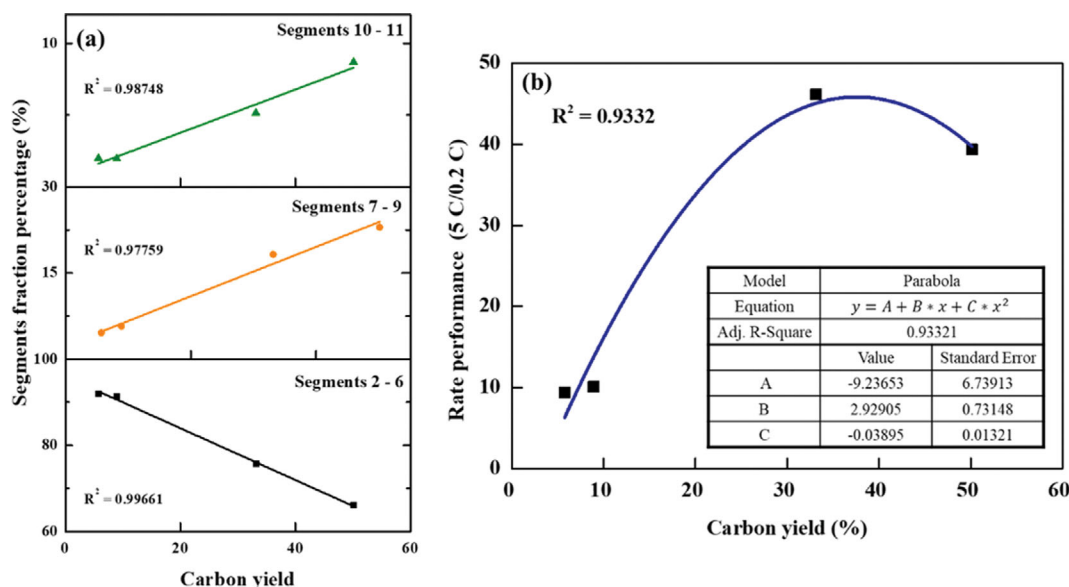 (a)
Segments 10 - 11
R² = 0.98748
10
30
Segments 7 - 9
R² = 0.97759
15
100
Segments 2 - 6
R² = 0.99661
80
60
0 20 40 60
Segments fraction percentage (%)
Carbon yield
(b)
R² = 0.9332
50
40
30
20
10
0
0 10 20 30 40 50 60
Rate performance (5 C/0.2 C)
Carbon yield (%)
Model Parabola
Equation y = A + B * x + C * x²
Adj. R-Square 0.93321
Value Standard Error
A -9.23653 6.73913
B 2.92905 0.73148
C -0.03895 0.01321